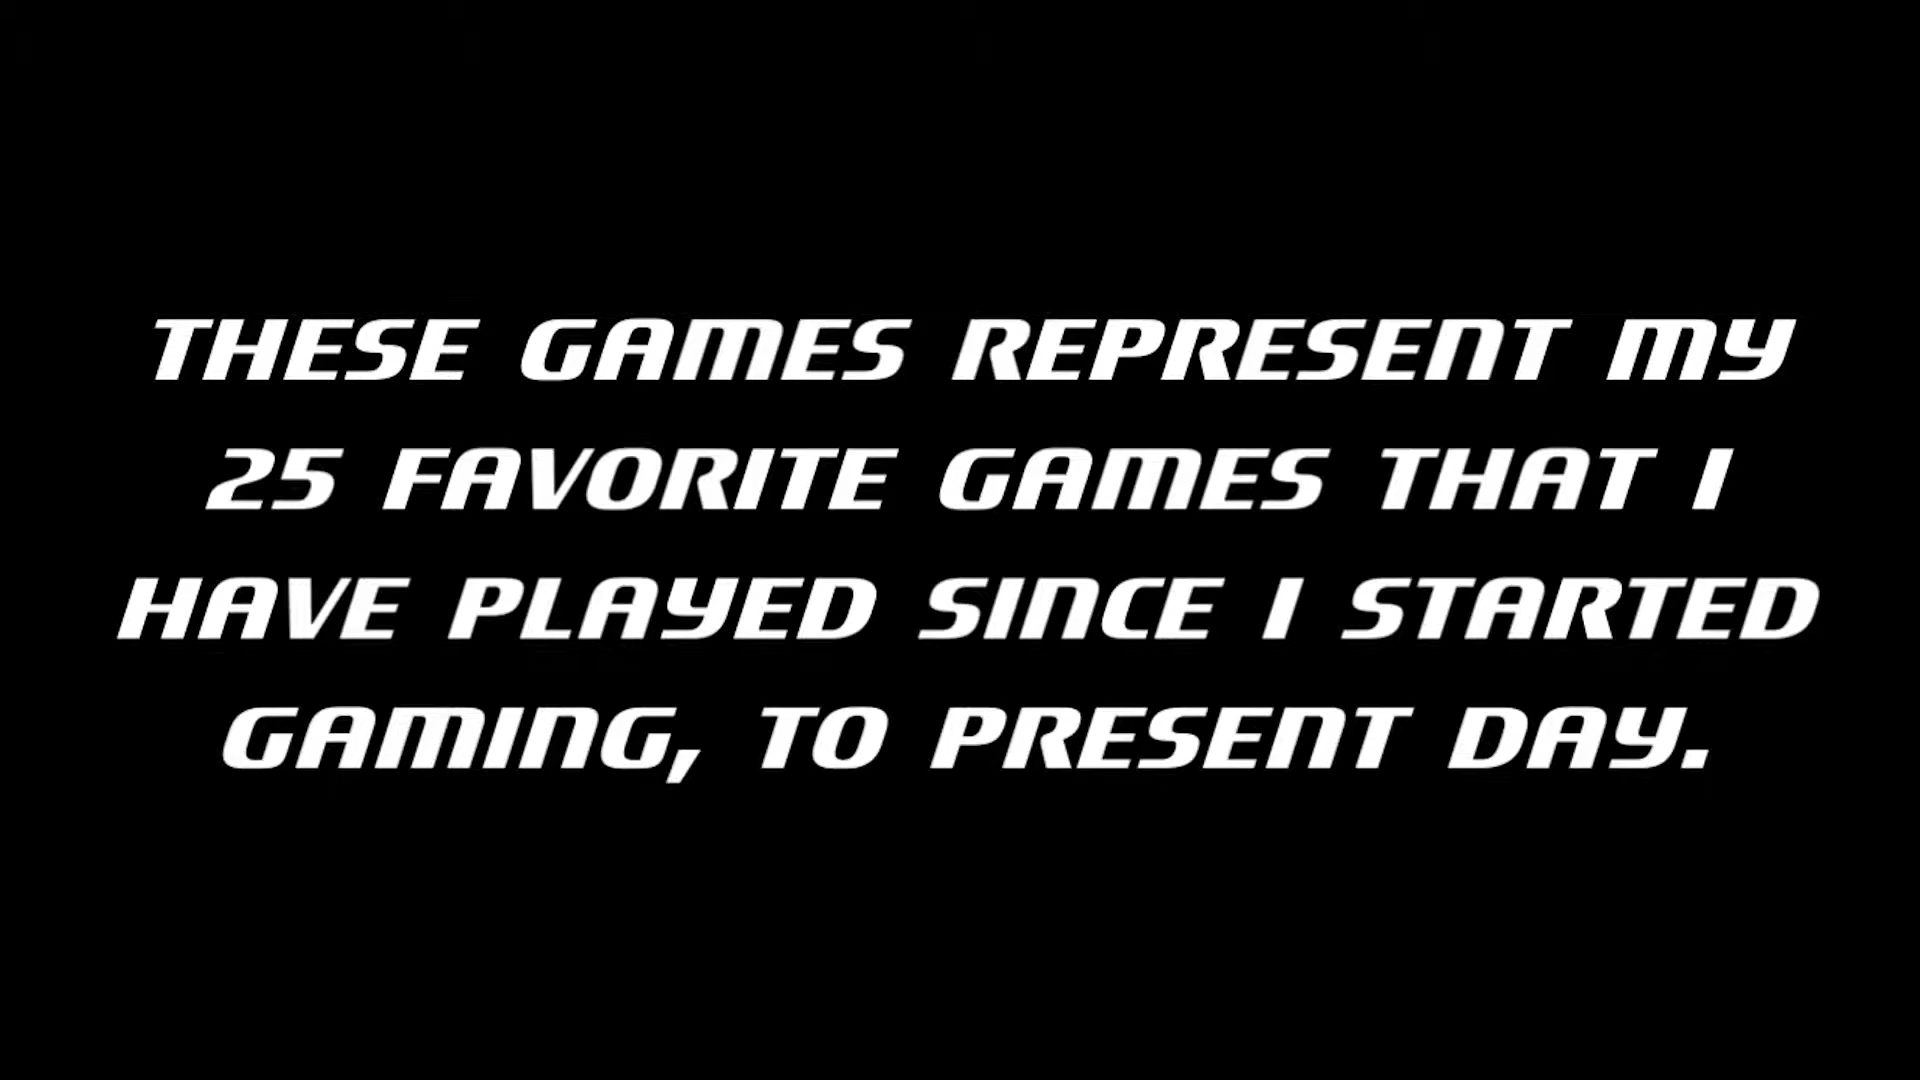 THESE GAMES REPRESENT MY
25 FAVORITE GAMES THAT I
HAVE PLAYED SINCE I STARTED
GAMING, TO PRESENT DAY.